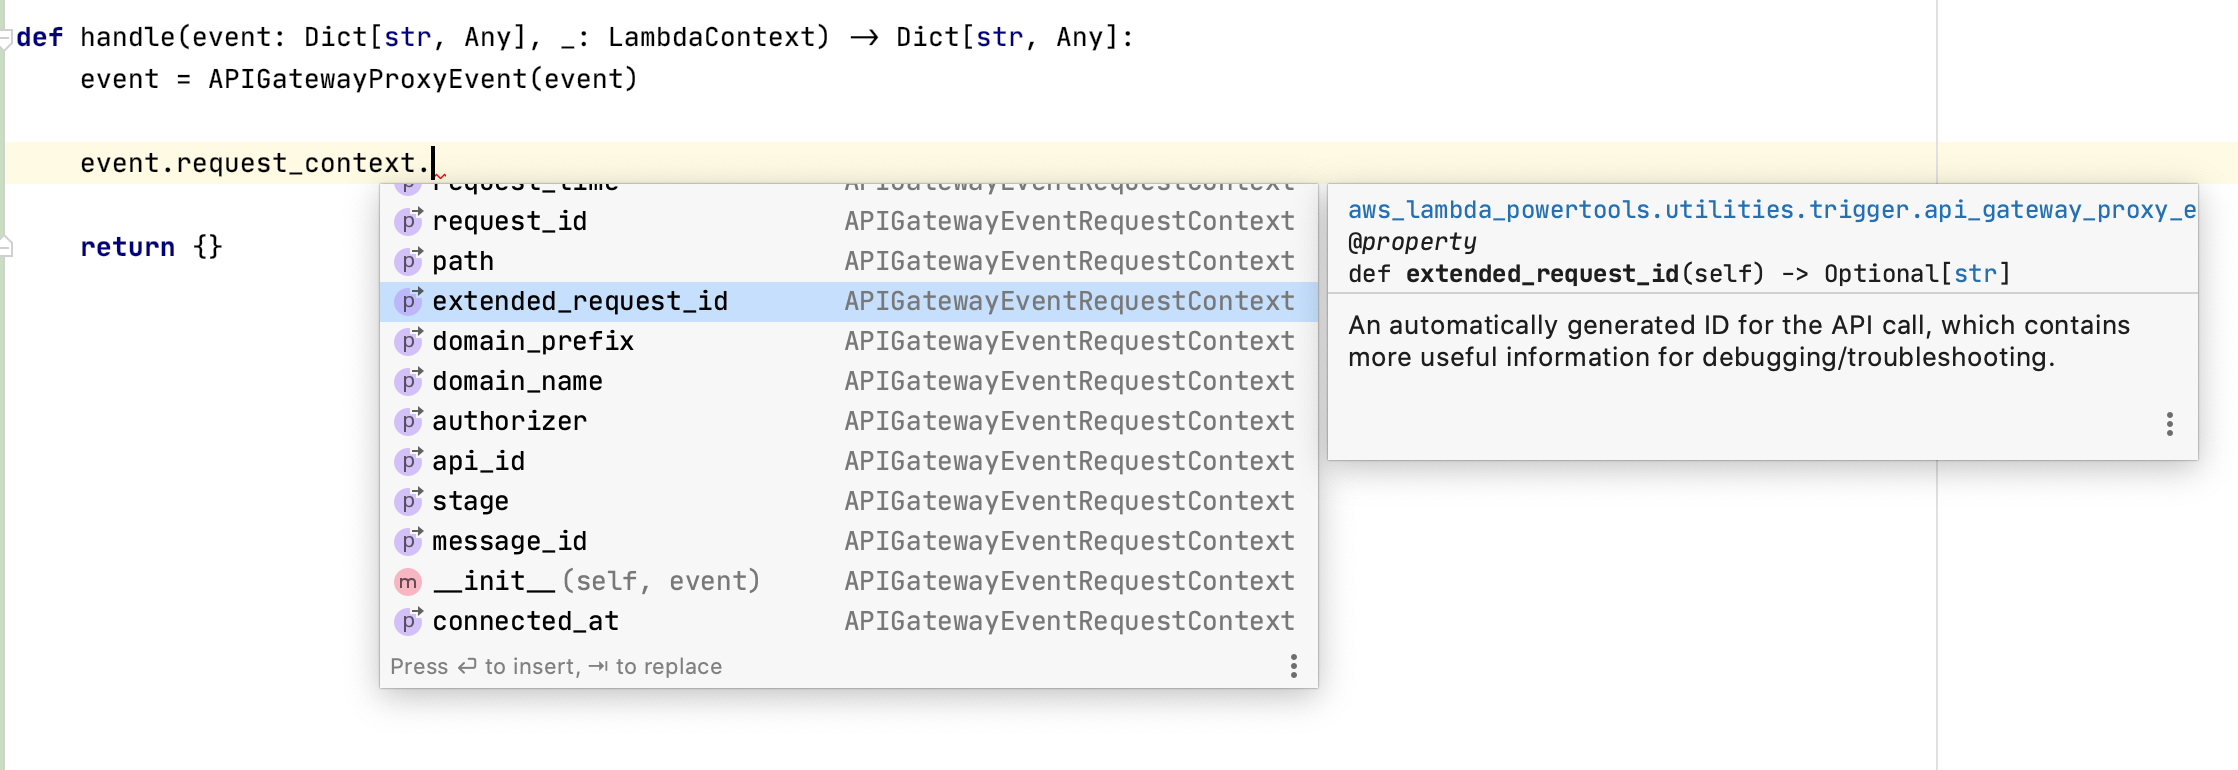 def handle(event: Dict[str, Any], _: LambdaContext) → Dict[str, Any]:
event = APIGatewayProxyEvent(event)
event.request_context.
return {}
request_time APIGatewayEventRequestContext
request_id APIGatewayEventRequestContext
path APIGatewayEventRequestContext
extended_request_id APIGatewayEventRequestContext
domain_prefix APIGatewayEventRequestContext
domain_name APIGatewayEventRequestContext
authorizer APIGatewayEventRequestContext
api_id APIGatewayEventRequestContext
stage APIGatewayEventRequestContext
message_id APIGatewayEventRequestContext
__init__(self, event) APIGatewayEventRequestContext
connected_at APIGatewayEventRequestContext
Press ↩ to insert, ⇥ to replace
aws_lambda_powertools.utilities.trigger.api_gateway_proxy_e
@property
def extended_request_id(self) -> Optional[str]
An automatically generated ID for the API call, which contains
more useful information for debugging/troubleshooting.